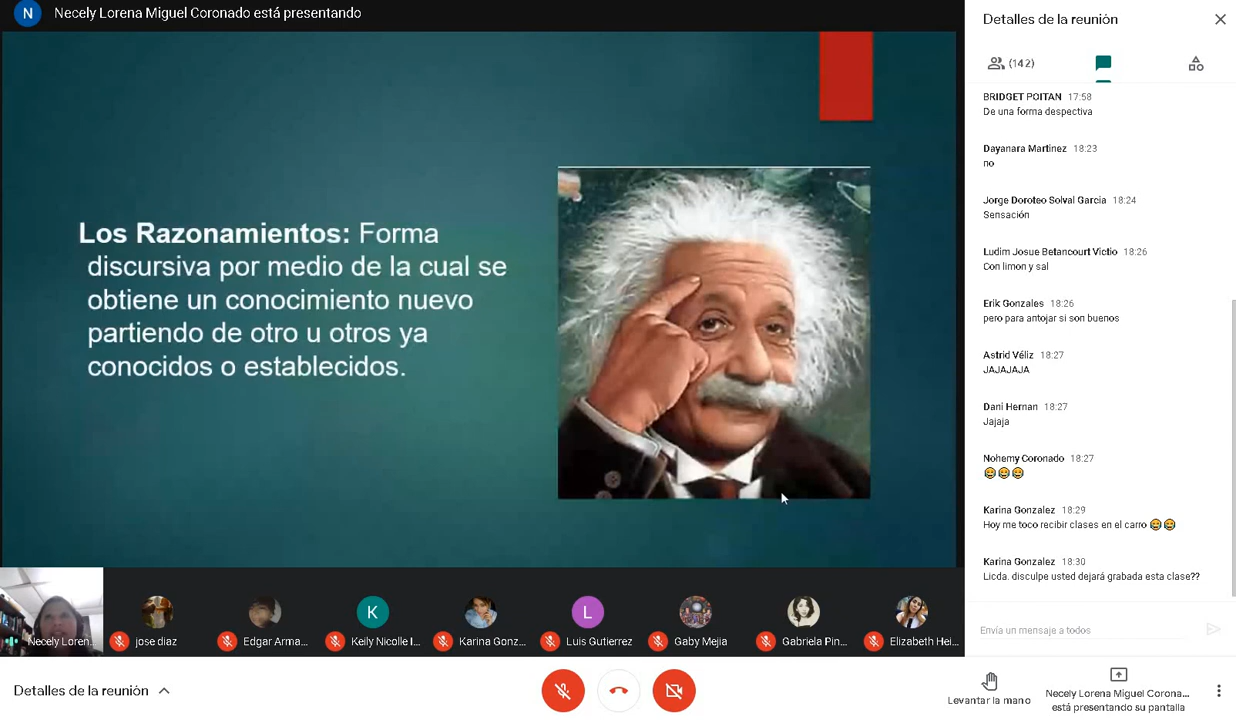 N Necely Lorena Miguel Coronado está presentando
Los Razonamientos: Forma
discursiva por medio de la cual se
obtiene un conocimiento nuevo
partiendo de otro u otros ya
conocidos o establecidos.
Necely Loren...
jose diaz
Edgar Arma...
K
Keily Nicolle I...
Karina Gonz...
L
Luis Gutierrez
Gaby Mejia
Gabriela Pin...
Elizabeth Hei...
Detalles de la reunión
Detalles de la reunión
(142)
BRIDGET POITAN 17:58
De una forma despectiva
Dayanara Martinez 18:23
no
Jorge Doroteo Solval Garcia 18:24
Sensación
Ludim Josue Betancourt Victio 18:26
Con limon y sal
Erik Gonzales 18:26
pero para antojar si son buenos
Astrid Véliz 18:27
JAJAJAJA
Dani Hernan 18:27
Jajaja
Nohemy Coronado 18:27
😂😂😂
Karina Gonzalez 18:29
Hoy me toco recibir clases en el carro 😂😂
Karina Gonzalez 18:30
Licda. disculpe usted dejará grabada esta clase??
Envía un mensaje a todos
Levantar la mano
Necely Lorena Miguel Corona...
está presentando su pantalla